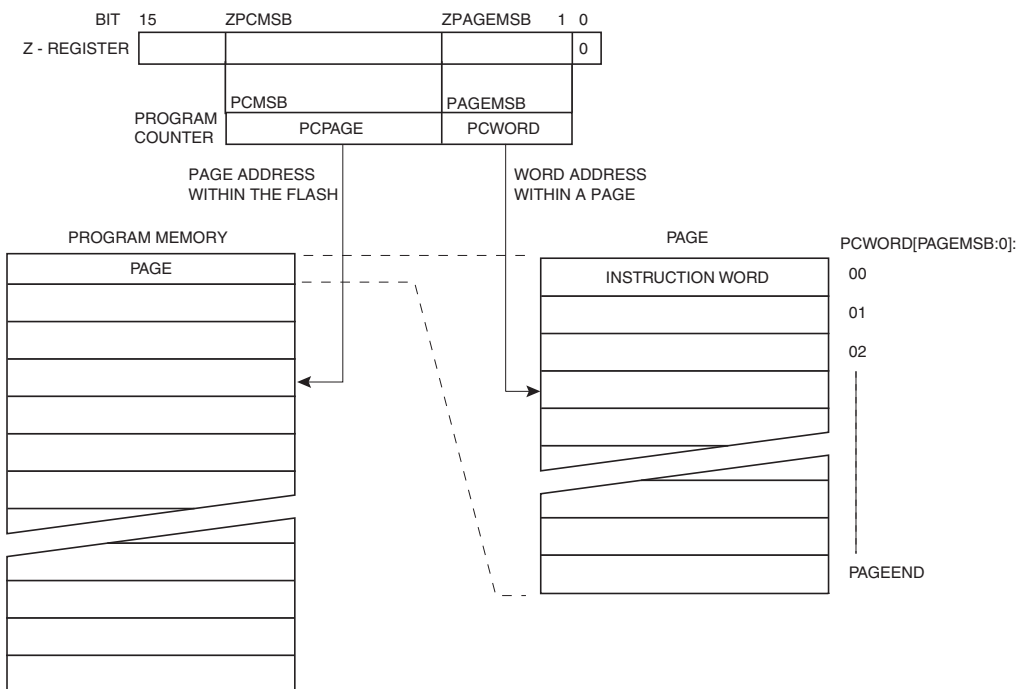 BIT 15 ZPCMSB ZPAGEMSB 1 0
Z - REGISTER 0
PCMSB PAGEMSB
PROGRAM
COUNTER
PCPAGE PCWORD
PAGE ADDRESS
WITHIN THE FLASH
WORD ADDRESS
WITHIN A PAGE
PROGRAM MEMORY
PAGE
PAGE
INSTRUCTION WORD
PCWORD[PAGEMSB:0]:
00
01
02
PAGEEND